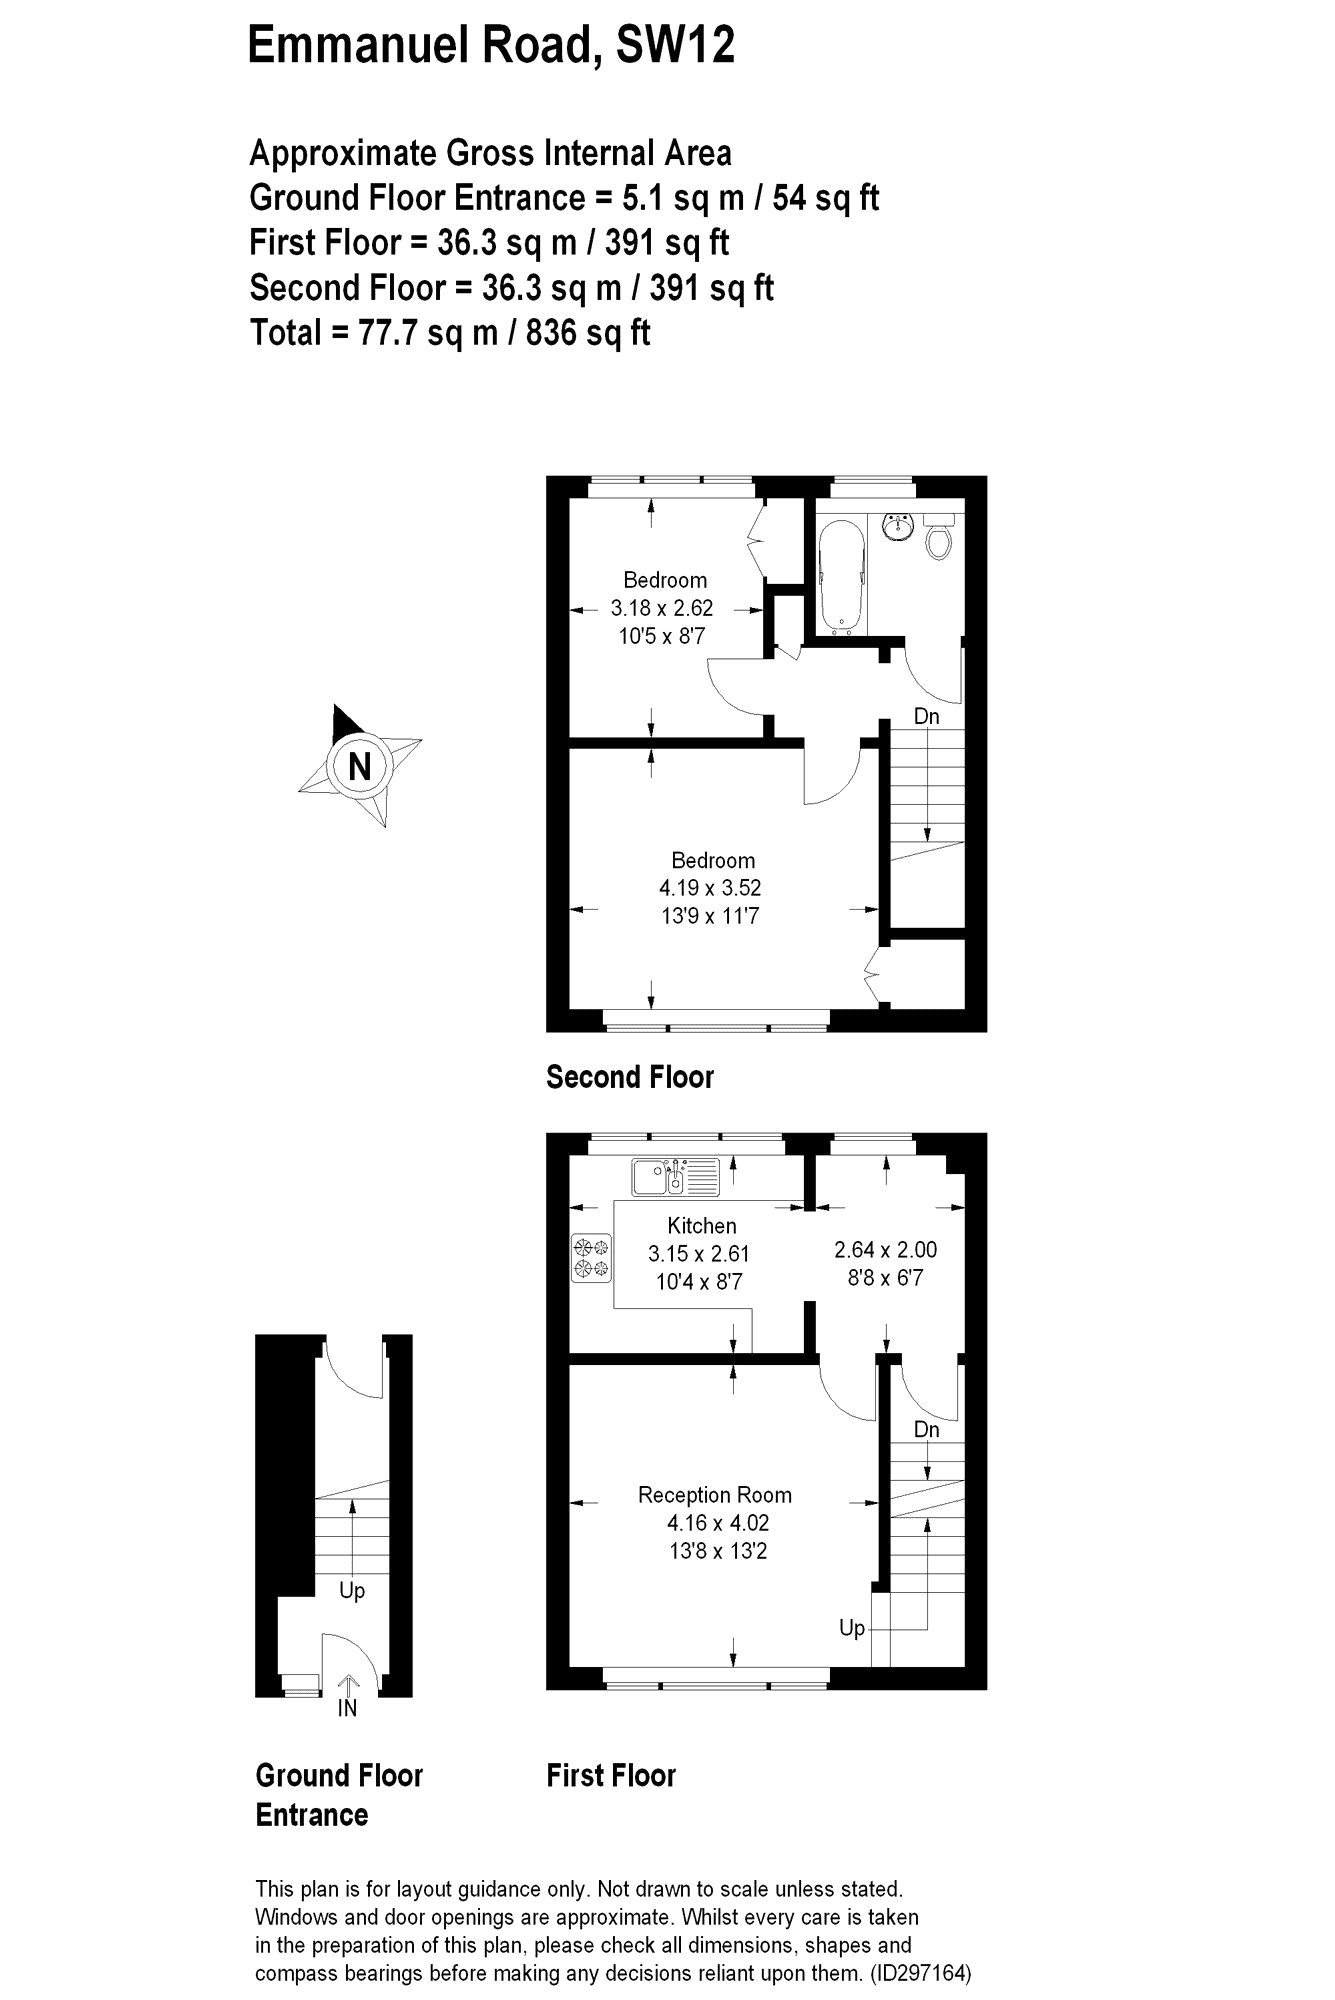 Emmanuel Road, SW12
Approximate Gross Internal Area
Ground Floor Entrance = 5.1 sq m / 54 sq ft
First Floor = 36.3 sq m / 391 sq ft
Second Floor = 36.3 sq m / 391 sq ft
Total = 77.7 sq m / 836 sq ft
Bedroom
3.18 x 2.62
10'5 x 8'7
Dn
N
Bedroom
4.19 x 3.52
13'9 x 11'7
Second Floor
Kitchen
3.15 x 2.61
10'4 x 8'7
2.64 x 2.00
8'8 x 6'7
Dn
Reception Room
4.16 x 4.02
13'8 x 13'2
Up
Up
IN
Ground Floor
Entrance
First Floor
This plan is for layout guidance only. Not drawn to scale unless stated.
Windows and door openings are approximate. Whilst every care is taken
in the preparation of this plan, please check all dimensions, shapes and
compass bearings before making any decisions reliant upon them. (ID297164)